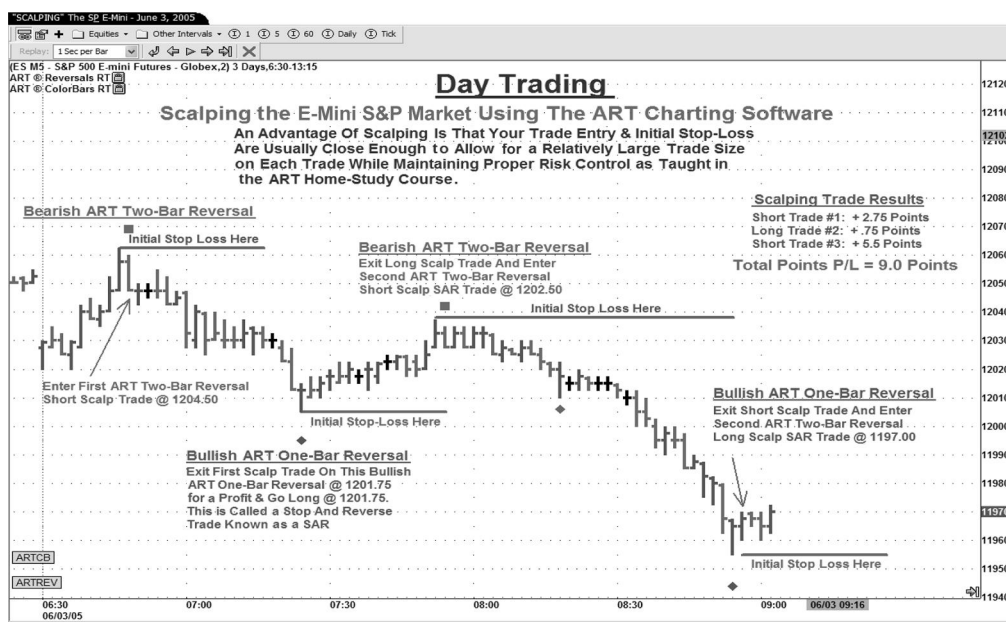 "SCALPING" The SP E-Mini - June 3, 2005
Equities Other Intervals 1 5 60 Daily Tick
Replay: 1 Sec per Bar
(ES M5 - S&P 500 E-mini Futures - Globex,2) 3 Days,6:30-13:15
ART ® Reversals RT
ART ® ColorBars RT
Day Trading
Scalping the E-Mini S&P Market Using The ART Charting Software
An Advantage Of Scalping Is That Your Trade Entry & Initial Stop-Loss
Are Usually Close Enough to Allow for a Relatively Large Trade Size
on Each Trade While Maintaining Proper Risk Control as Taught in
the ART Home-Study Course.
Scalping Trade Results
Short Trade #1: + 2.75 Points
Long Trade #2: + .75 Points
Short Trade #3: + 5.5 Points
Total Points P/L = 9.0 Points
Bearish ART Two-Bar Reversal
Initial Stop Loss Here
Enter First ART Two-Bar Reversal
Short Scalp Trade @ 1204.50
Bearish ART Two-Bar Reversal
Exit Long Scalp Trade And Enter
Second ART Two-Bar Reversal
Short Scalp SAR Trade @ 1202.50
Initial Stop Loss Here
Initial Stop-Loss Here
Bullish ART One-Bar Reversal
Exit First Scalp Trade On This Bullish
ART One-Bar Reversal @ 1201.75
for a Profit & Go Long @ 1201.75.
This is Called a Stop And Reverse
Trade Known as a SAR
Bullish ART One-Bar Reversal
Exit Short Scalp Trade And Enter
Second ART Two-Bar Reversal
Long Scalp SAR Trade @ 1197.00
Initial Stop Loss Here
12120
12110
12100
12090
12080
12070
12060
12050
12040
12030
12020
12010
12000
11990
11980
11970
11960
11950
11940
ARTCB
ARTREV
06:30 07:00 07:30 08:00 08:30 09:00 06/03 09:16
06/03/05